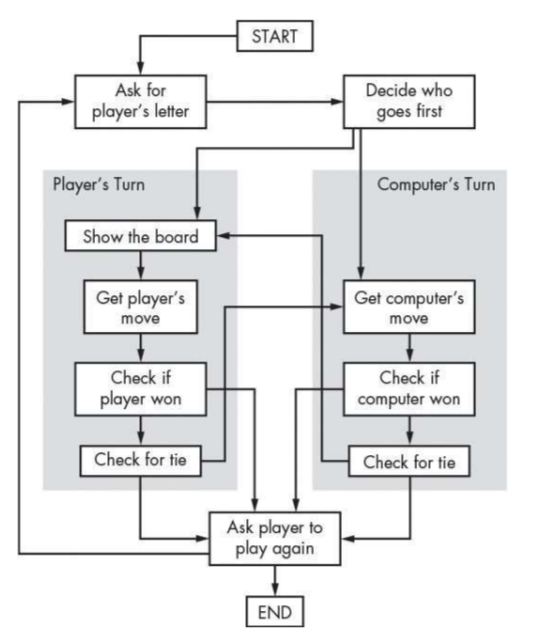 START
Ask for
player's letter
Decide who
goes first
Player's Turn
Computer's Turn
Show the board
Get player's
move
Get computer's
move
Check if
player won
Check if
computer won
Check for tie
Check for tie
Ask player to
play again
END